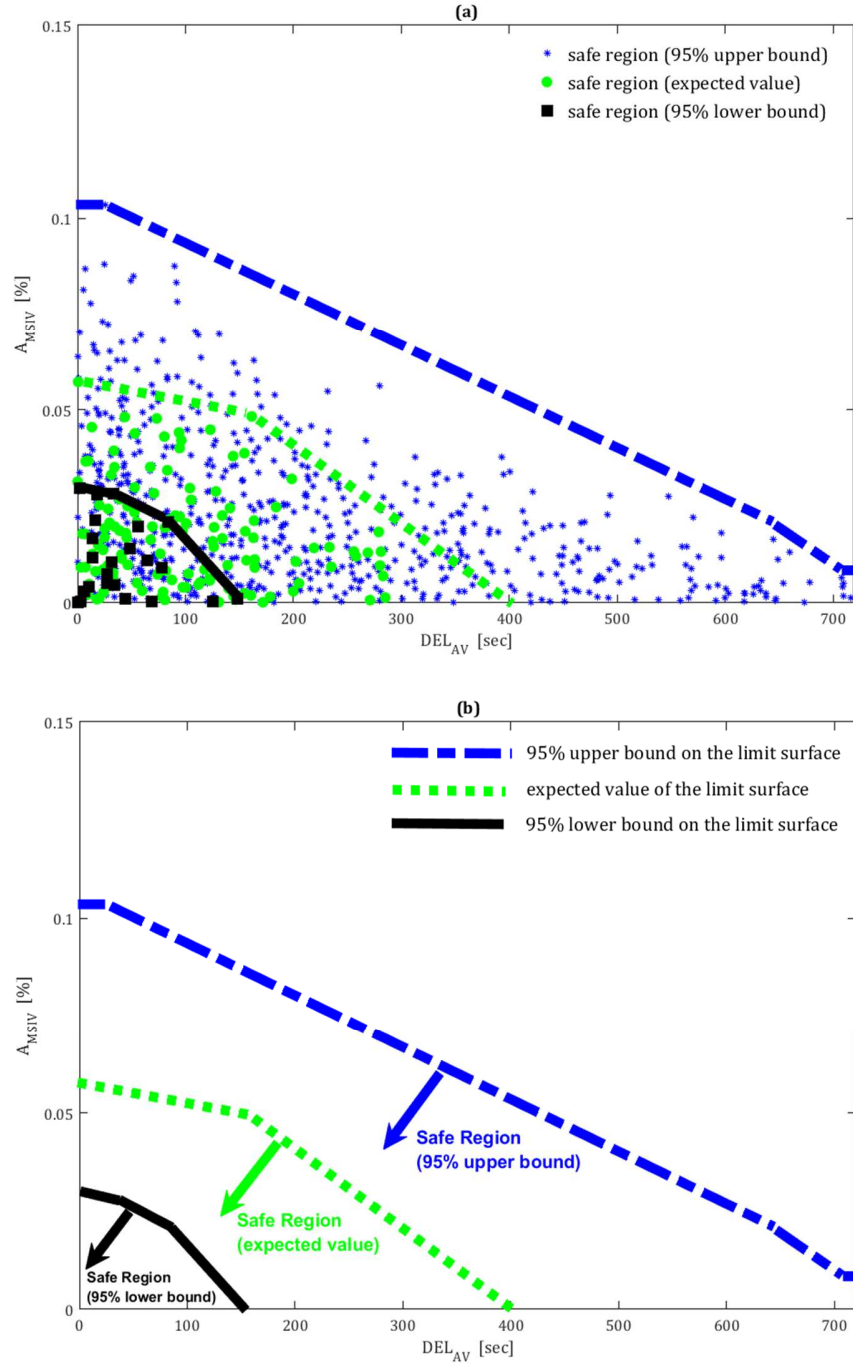 (a)
0.15
safe region (95% upper bound)
safe region (expected value)
safe region (95% lower bound)
0.1
A_MSIV [%]
0.05
0
0 100 200 300 400 500 600 700
DEL_AV [sec]
(b)
0.15
95% upper bound on the limit surface
expected value of the limit surface
95% lower bound on the limit surface
0.1
A_MSIV [%]
0.05
Safe Region
(95% upper bound)
Safe Region
(expected value)
Safe Region
(95% lower bound)
0
0 100 200 300 400 500 600 700
DEL_AV [sec]